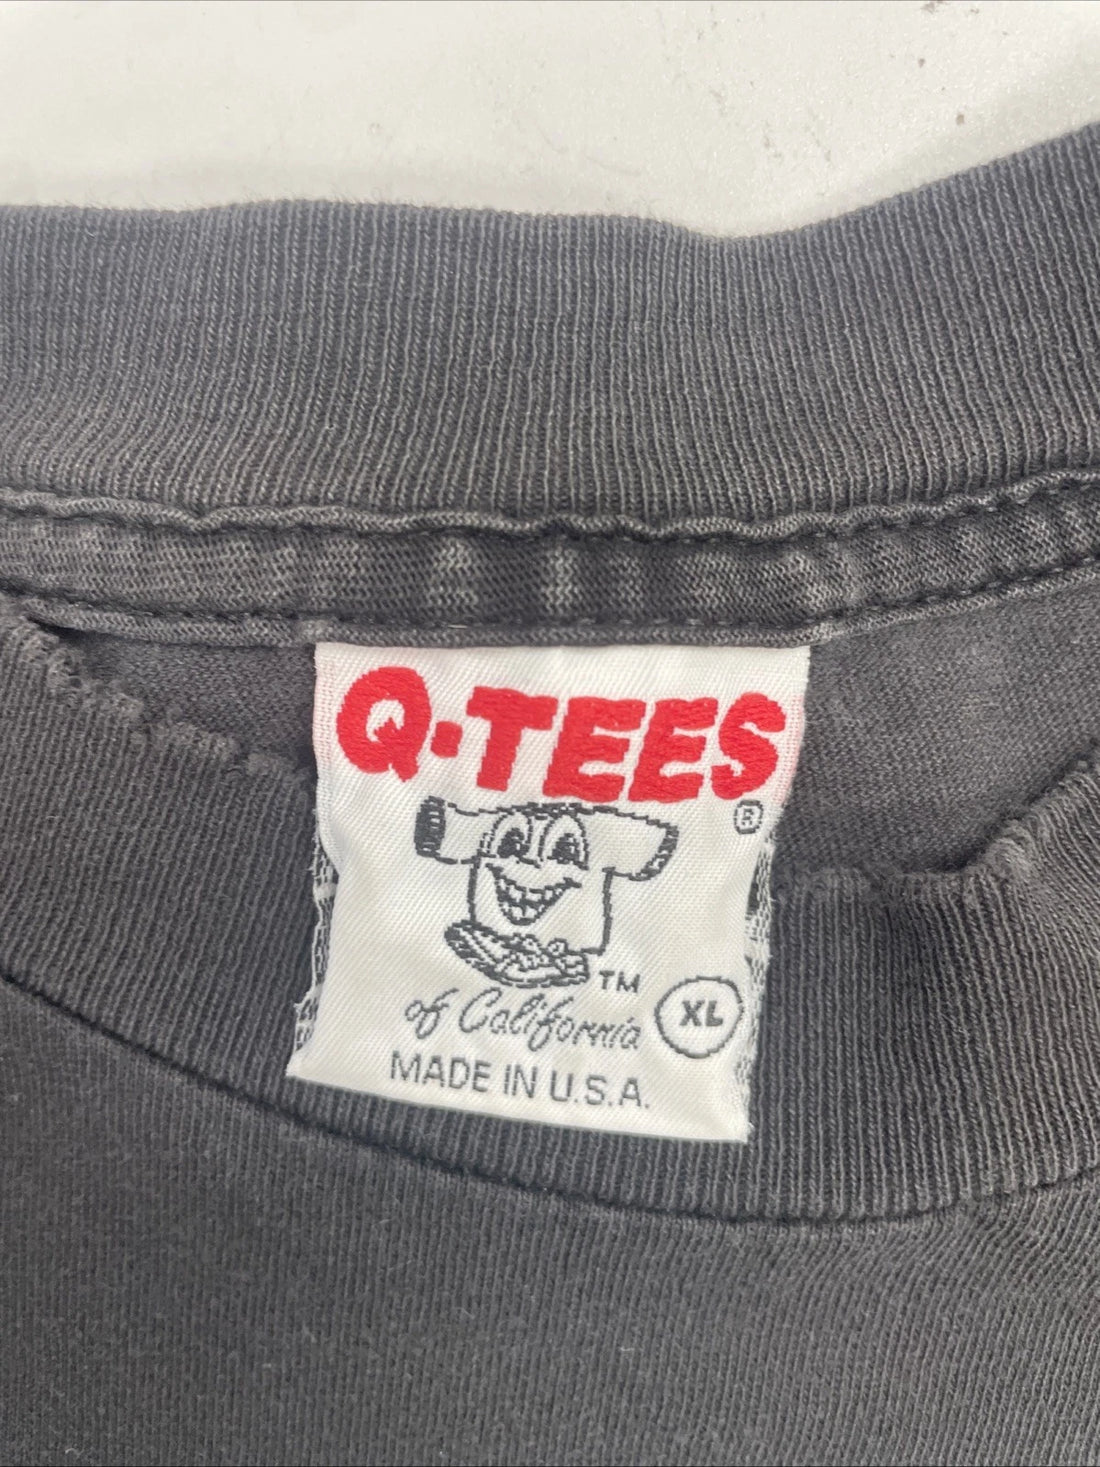 Q·TEES
®
TM
of California
XL
MADE IN U.S.A.